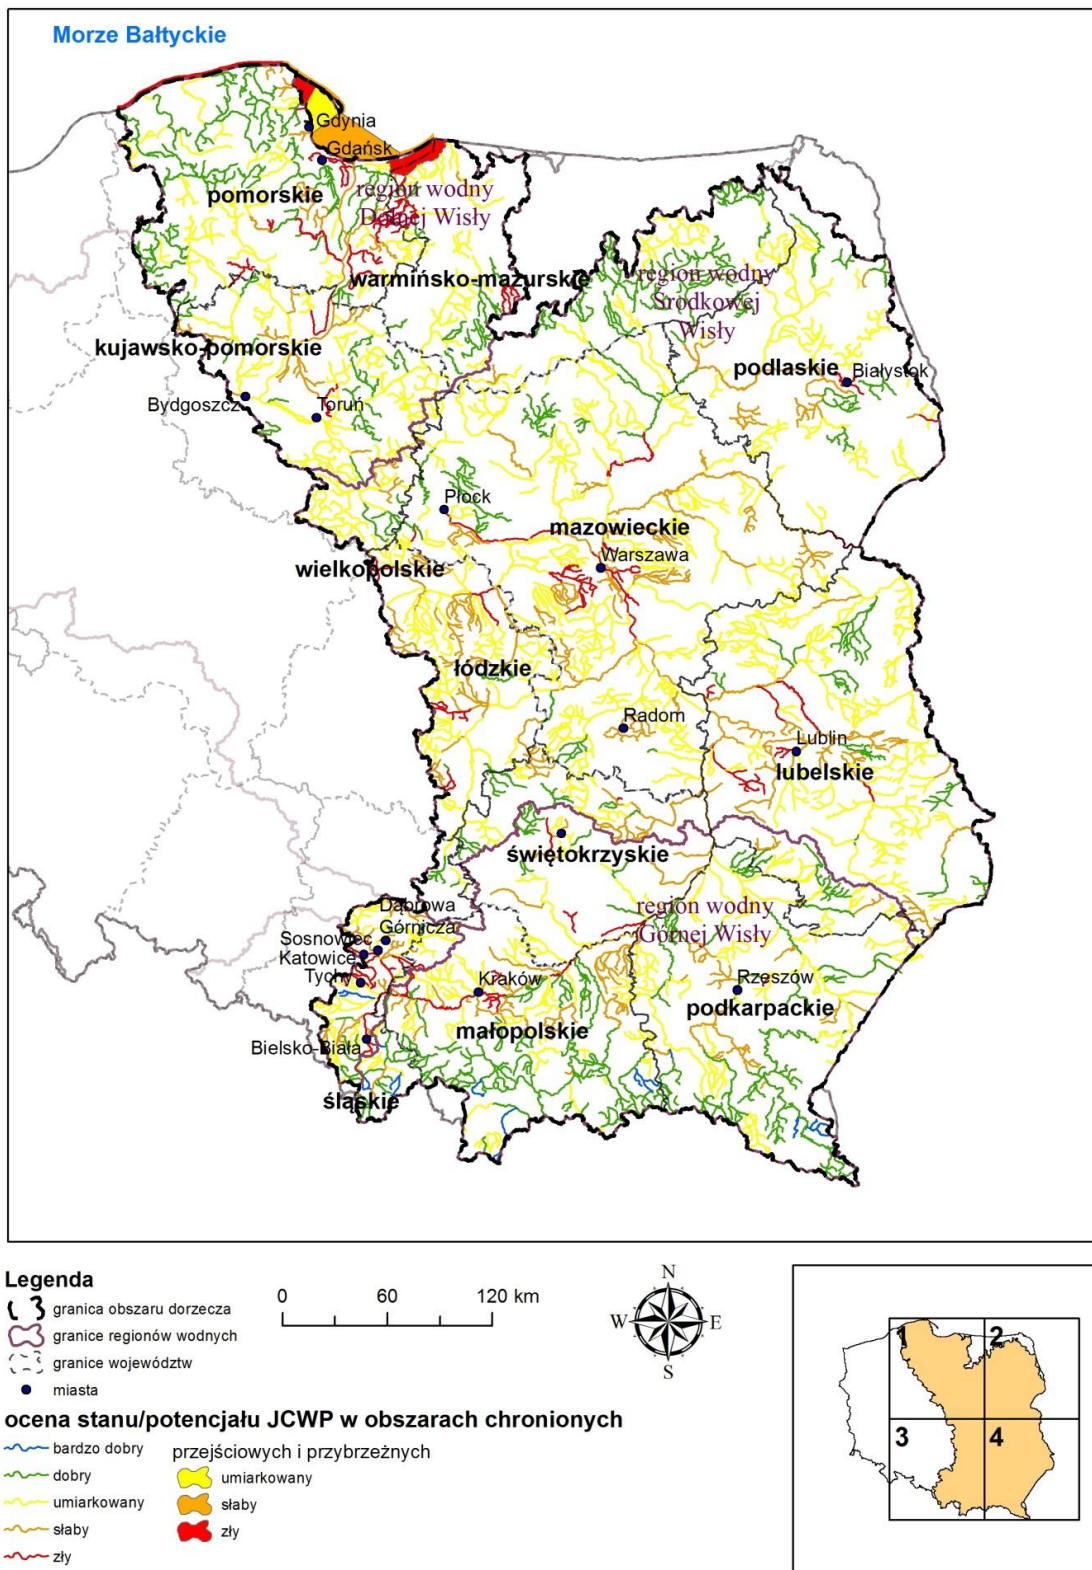 Morze Bałtyckie
Gdynia
Gdańsk
pomorskie
region wodny
Dolnej Wisły
warmińsko-mazurskie
region wodny
Środkowej
Wisły
kujawsko-pomorskie
podlaskie
Białystok
Bydgoszcz
Toruń
Płock
mazowieckie
Warszawa
wielkopolskie
łódzkie
Radom
Lublin
lubelskie
świętokrzyskie
Dąbrowa
Górnicza
region wodny
Górnej Wisły
Sosnowiec
Katowice
Tychy
Kraków
Rzeszów
małopolskie
podkarpackie
Bielsko-Biała
śląskie
Legenda
granica obszaru dorzecza
granice regionów wodnych
granice województw
miasta
0 60 120 km
N
W E
S
ocena stanu/potencjału JCWP w obszarach chronionych
bardzo dobry
dobry
umiarkowany
słaby
zły
przejściowych i przybrzeżnych
umiarkowany
słaby
zły
1 2
3 4